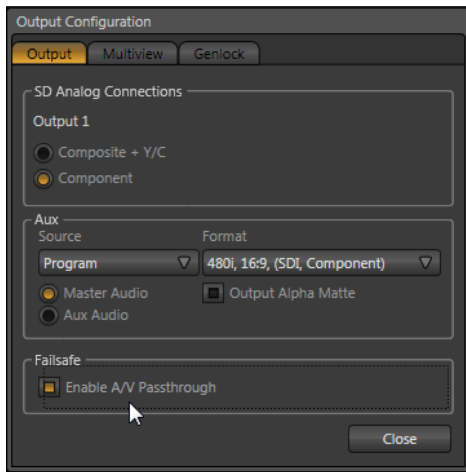 Output Configuration
Output Multiview Genlock
SD Analog Connections
Output 1
Composite + Y/C
Component
Aux
Source Format
Program 480i, 16:9, (SDI, Component)
Master Audio Output Alpha Matte
Aux Audio
Failsafe
Enable A/V Passthrough
Close